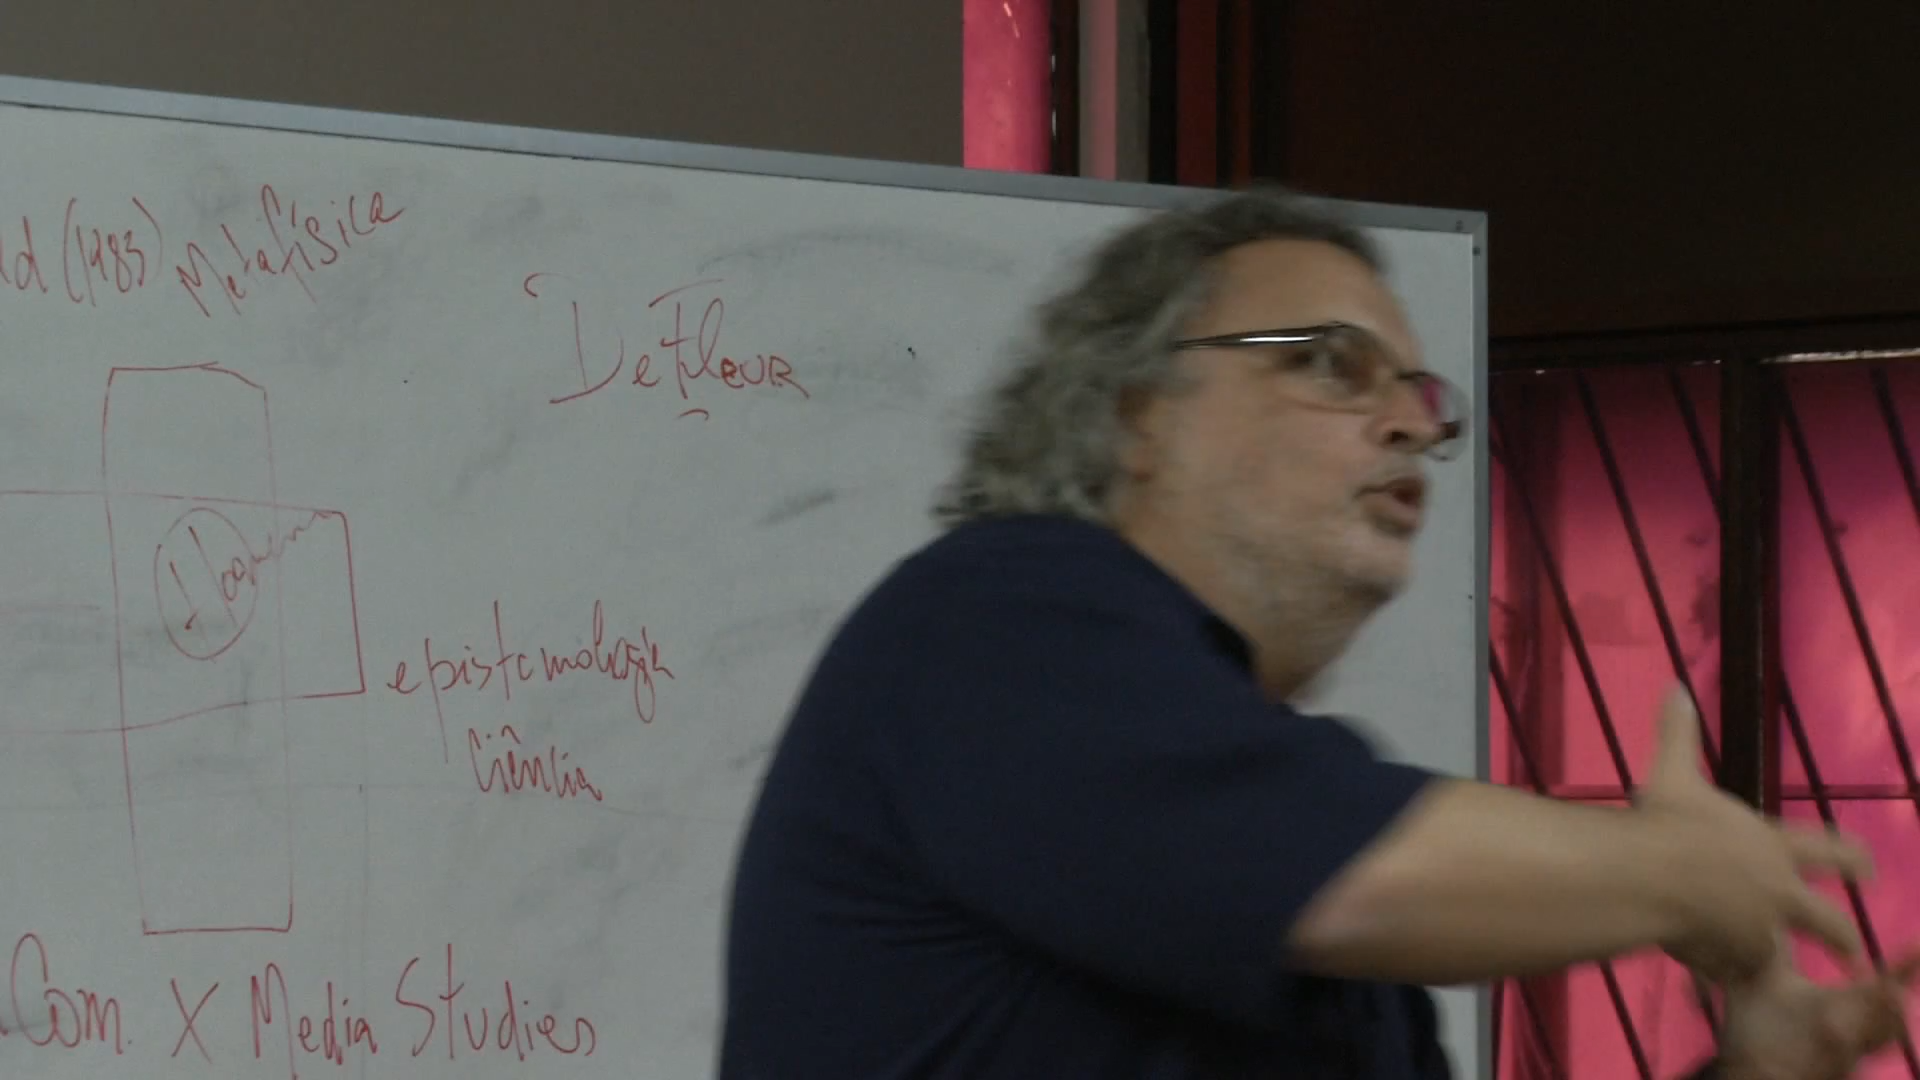 (1983) Metafísica
DeFleur
epistemologia
Ciência
Com. X Media Studies